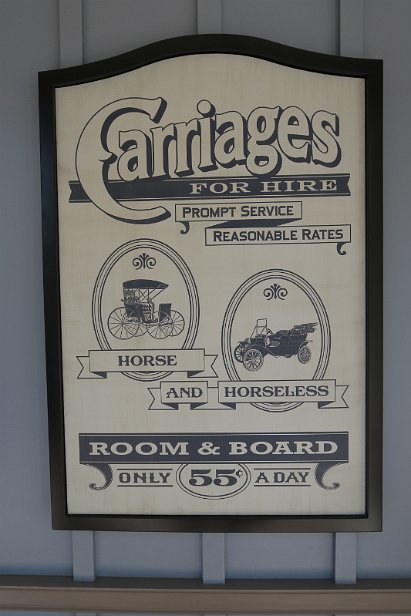 Carriages
FOR HIRE
PROMPT SERVICE
REASONABLE RATES
HORSE
AND HORSELESS
ROOM & BOARD
ONLY 55¢ A DAY